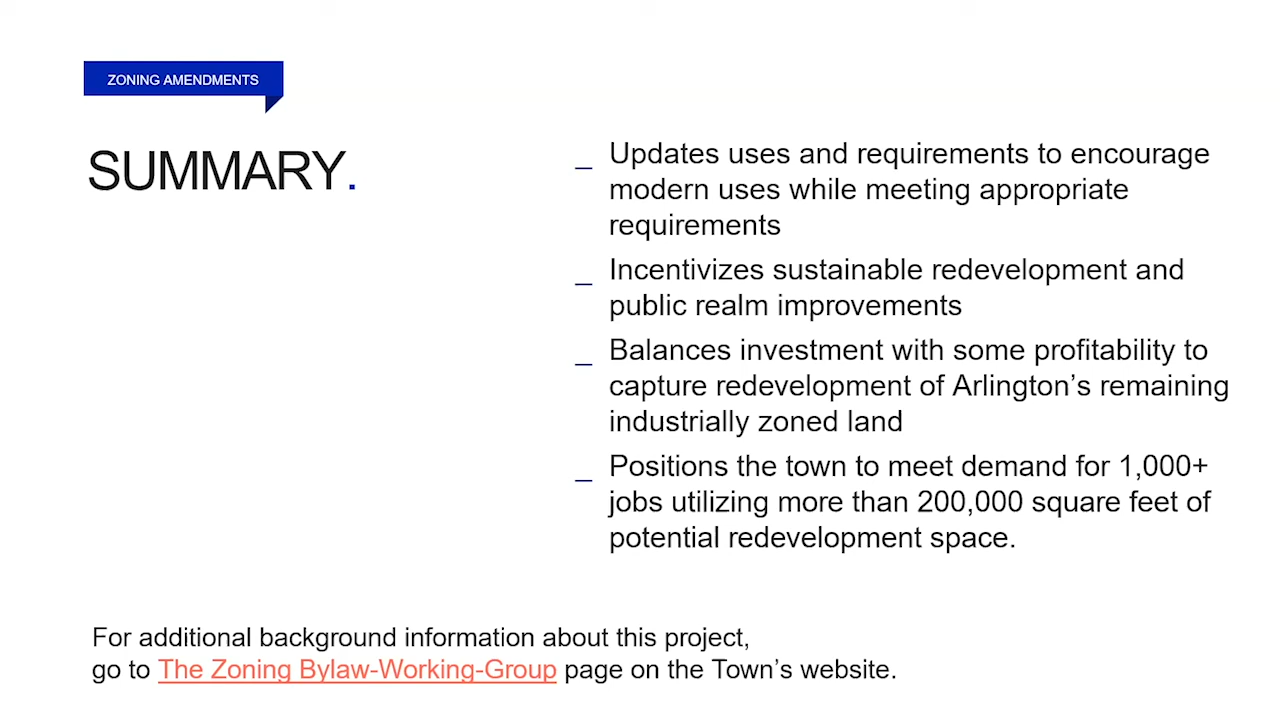 ZONING AMENDMENTS
SUMMARY.
_ Updates uses and requirements to encourage
modern uses while meeting appropriate
requirements
_ Incentivizes sustainable redevelopment and
public realm improvements
_ Balances investment with some profitability to
capture redevelopment of Arlington’s remaining
industrially zoned land
_ Positions the town to meet demand for 1,000+
jobs utilizing more than 200,000 square feet of
potential redevelopment space.
For additional background information about this project,
go to The Zoning Bylaw-Working-Group page on the Town’s website.